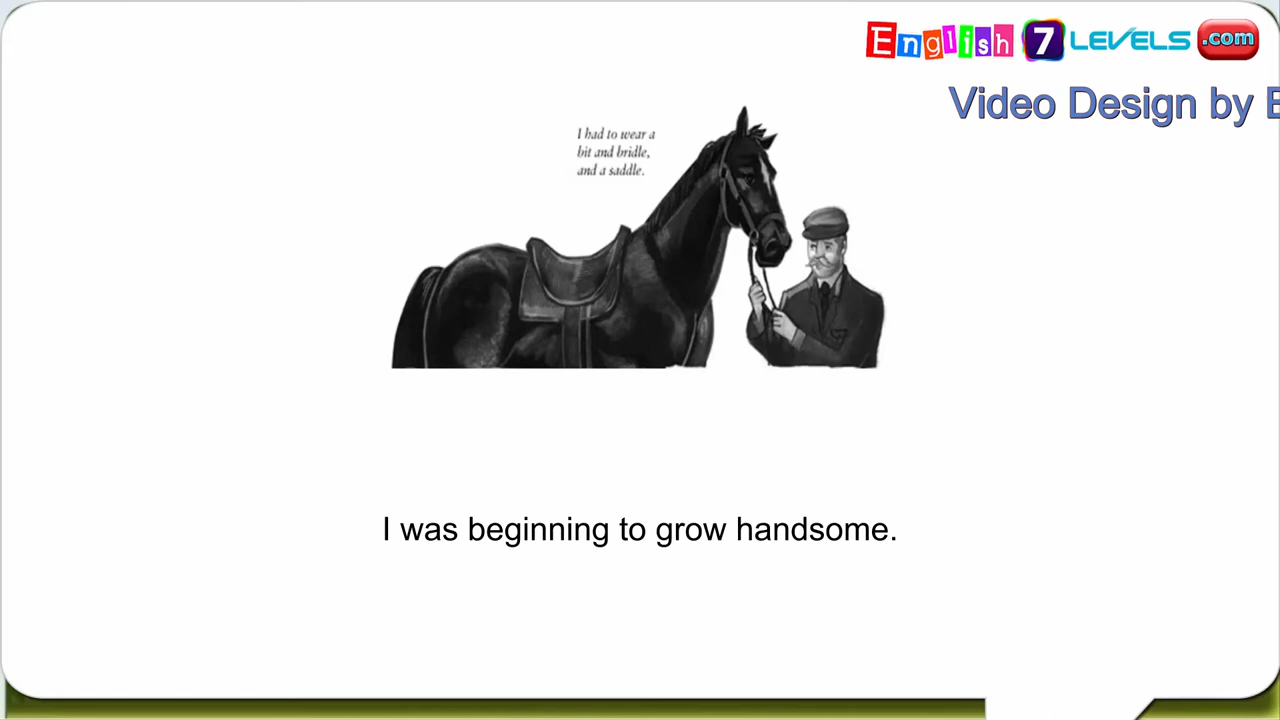 English 7 LEVELS .com
Video Design by
I had to wear a
bit and bridle,
and a saddle.
I was beginning to grow handsome.